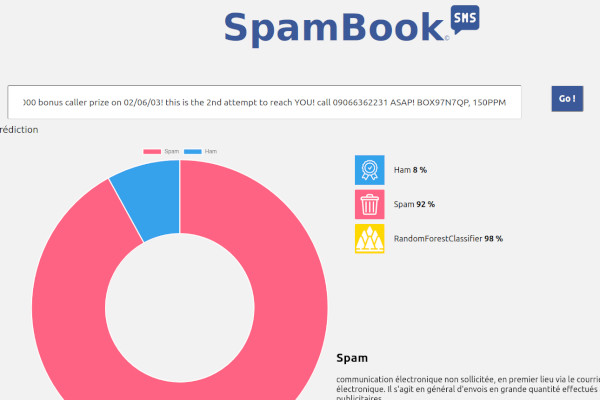 SpamBook SMS
©
00 bonus caller prize on 02/06/03! this is the 2nd attempt to reach YOU! call 09066362231 ASAP! BOX97N7QP, 150PPM
Go !
rédiction
Spam Ham
Ham 8 %
Spam 92 %
RandomForestClassifier 98 %
Spam
communication électronique non sollicitée, en premier lieu via le courri
électronique. Il s'agit en général d'envois en grande quantité effectués
publicitaires